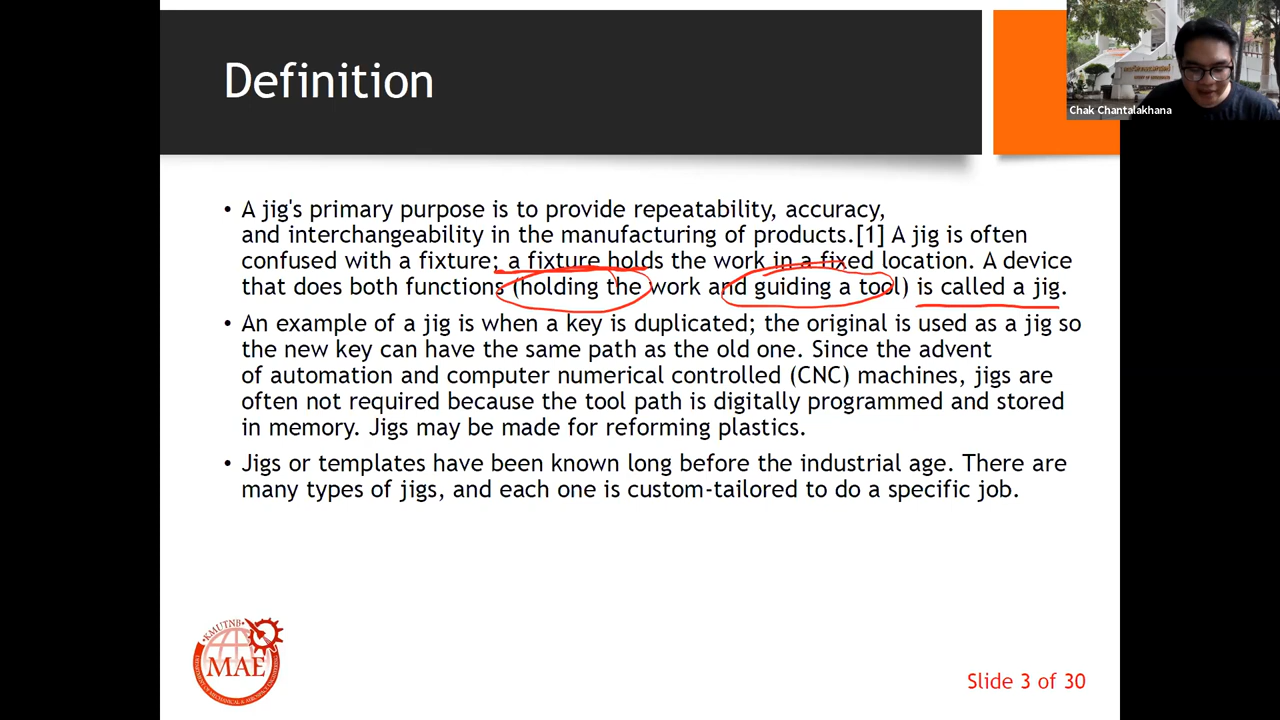 Definition
Chak Chantalakhana
• A jig's primary purpose is to provide repeatability, accuracy,
and interchangeability in the manufacturing of products.[1] A jig is often
confused with a fixture; a fixture holds the work in a fixed location. A device
that does both functions (holding the work and guiding a tool) is called a jig.
• An example of a jig is when a key is duplicated; the original is used as a jig so
the new key can have the same path as the old one. Since the advent
of automation and computer numerical controlled (CNC) machines, jigs are
often not required because the tool path is digitally programmed and stored
in memory. Jigs may be made for reforming plastics.
• Jigs or templates have been known long before the industrial age. There are
many types of jigs, and each one is custom-tailored to do a specific job.
•KMUTNB•
MAE
Slide 3 of 30